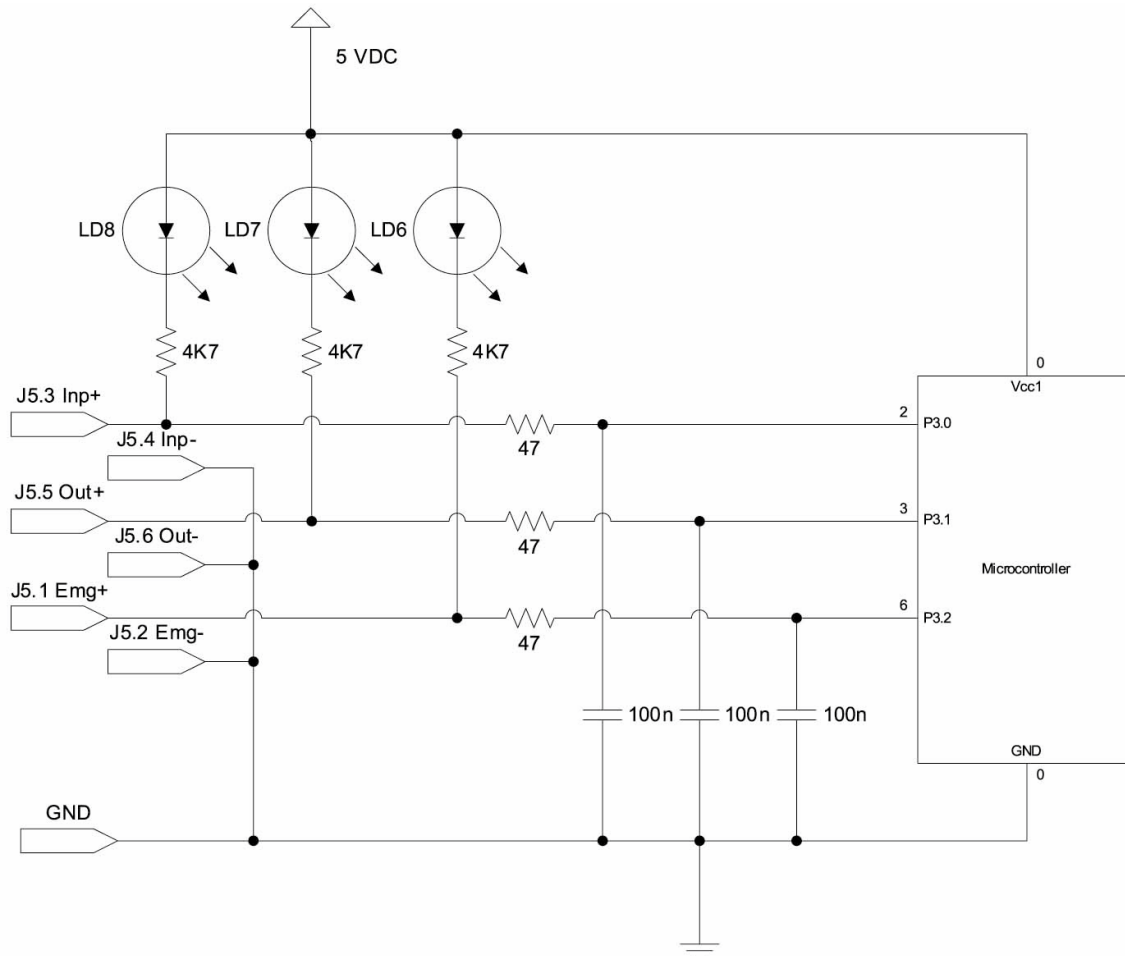 5 VDC
LD8
LD7
LD6
4K7
4K7
4K7
0
Vcc1
J5.3 Inp+
2
P3.0
J5.4 Inp-
47
J5.5 Out+
3
P3.1
J5.6 Out-
47
Microcontroller
J5.1 Emg+
6
P3.2
J5.2 Emg-
47
100n
100n
100n
GND
0
GND